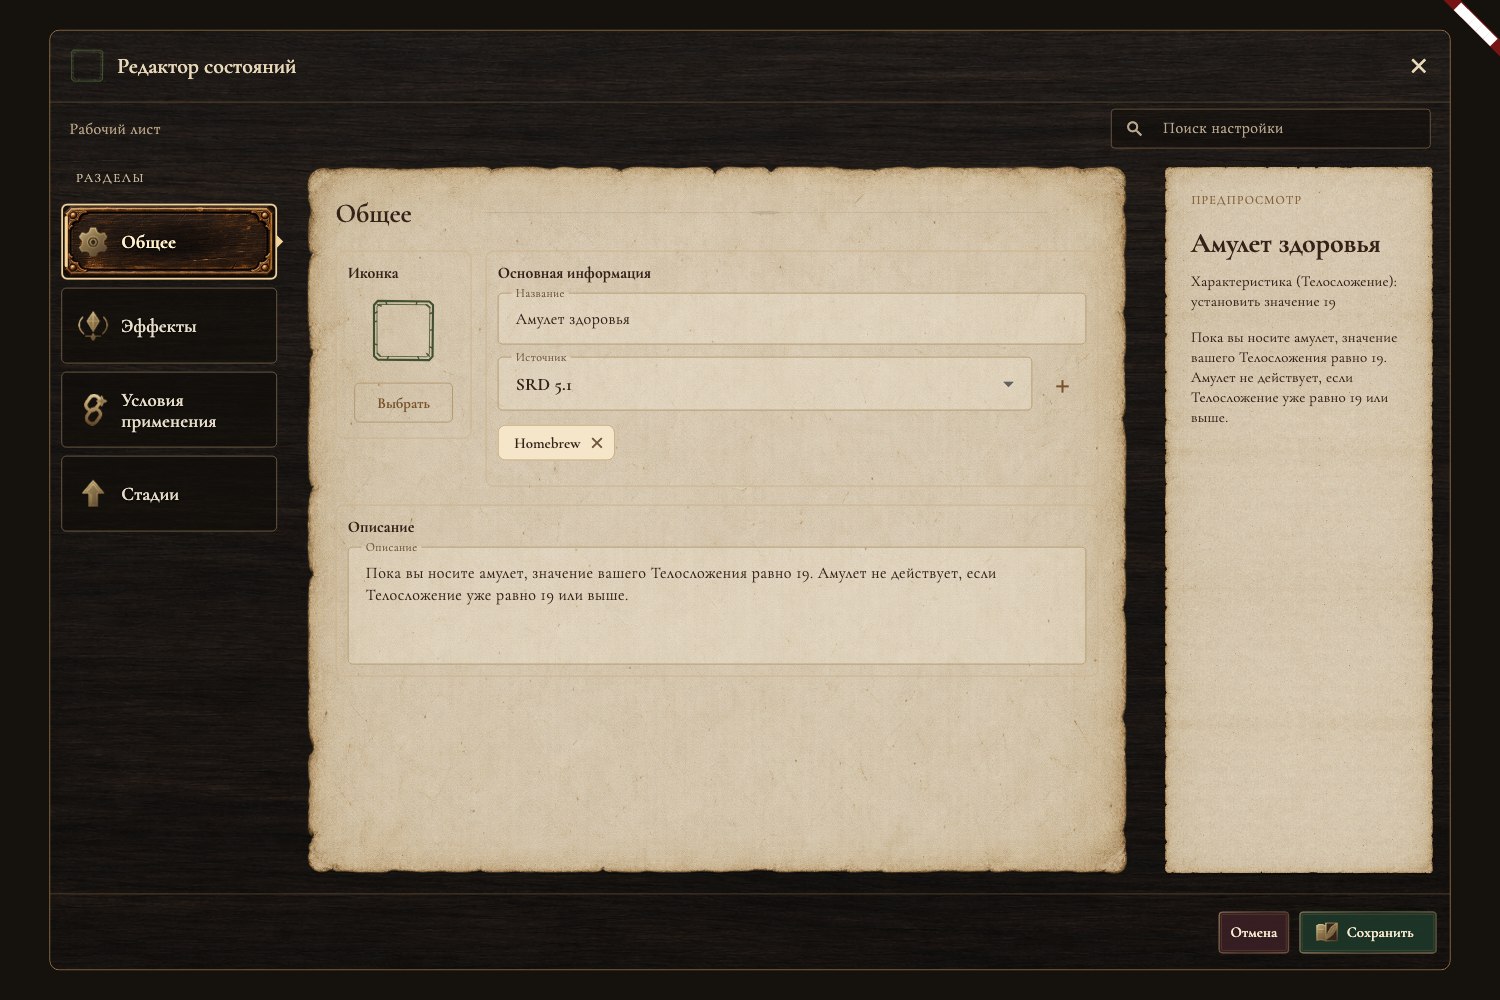 Редактор состояний
Рабочий лист
Поиск настройки
РАЗДЕЛЫ
Общее
Эффекты
Условия
применения
Стадии
Общее
Иконка
Выбрать
Основная информация
Название
Амулет здоровья
Источник
SRD 5.1
Homebrew
Описание
Описание
Пока вы носите амулет, значение вашего Телосложения равно 19. Амулет не действует, если
Телосложение уже равно 19 или выше.
ПРЕДПРОСМОТР
Амулет здоровья
Характеристика (Телосложение):
установить значение 19
Пока вы носите амулет, значение
вашего Телосложения равно 19.
Амулет не действует, если
Телосложение уже равно 19 или
выше.
Отмена
Сохранить